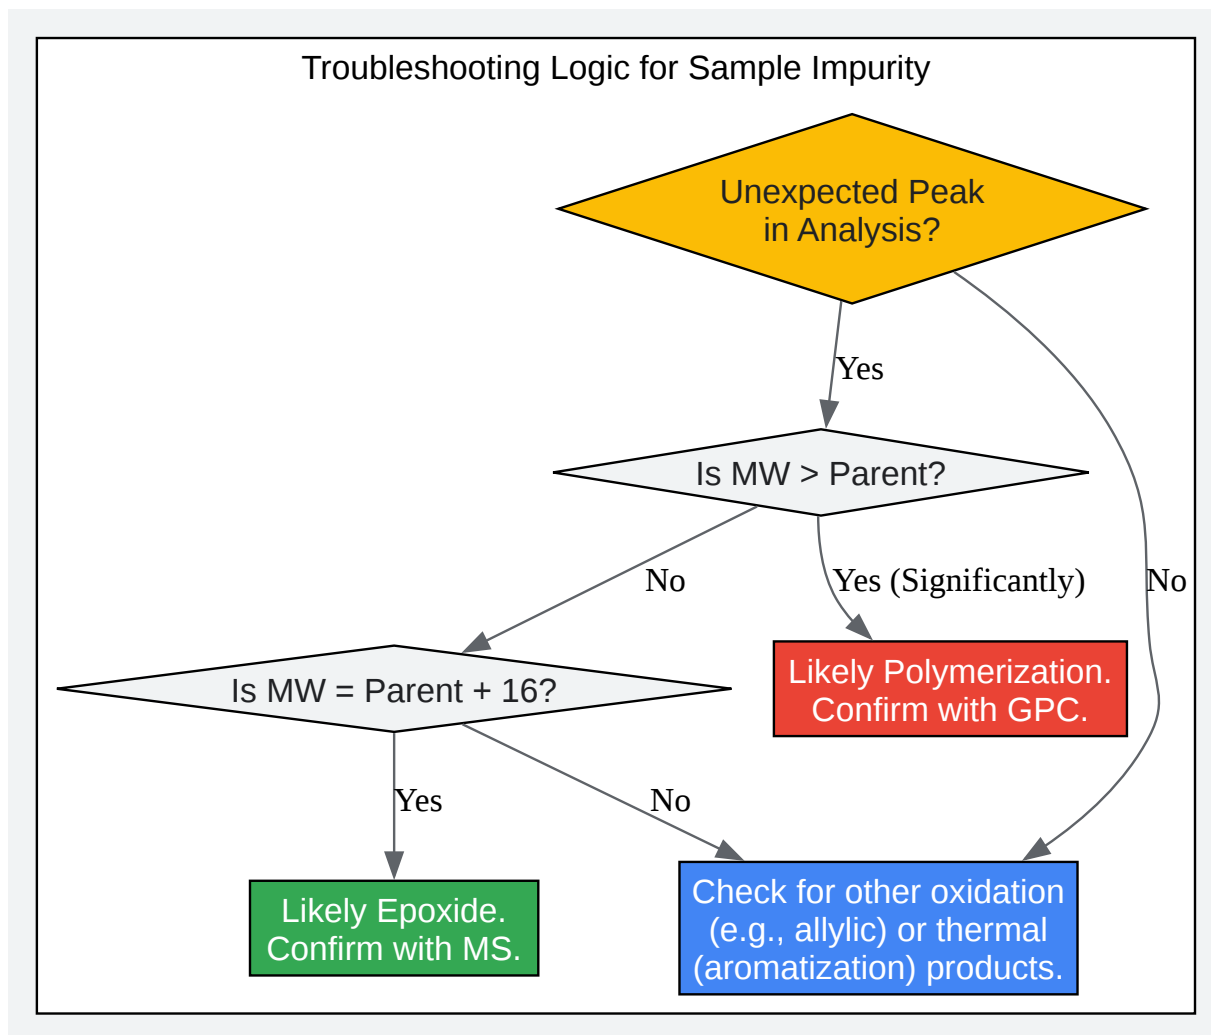 Troubleshooting Logic for Sample Impurity
Unexpected Peak
in Analysis?
Yes
Is MW > Parent?
No
Yes (Significantly)
No
Likely Polymerization.
Confirm with GPC.
Is MW = Parent + 16?
Yes
No
Likely Epoxide.
Confirm with MS.
Check for other oxidation
(e.g., allylic) or thermal
(aromatization) products.